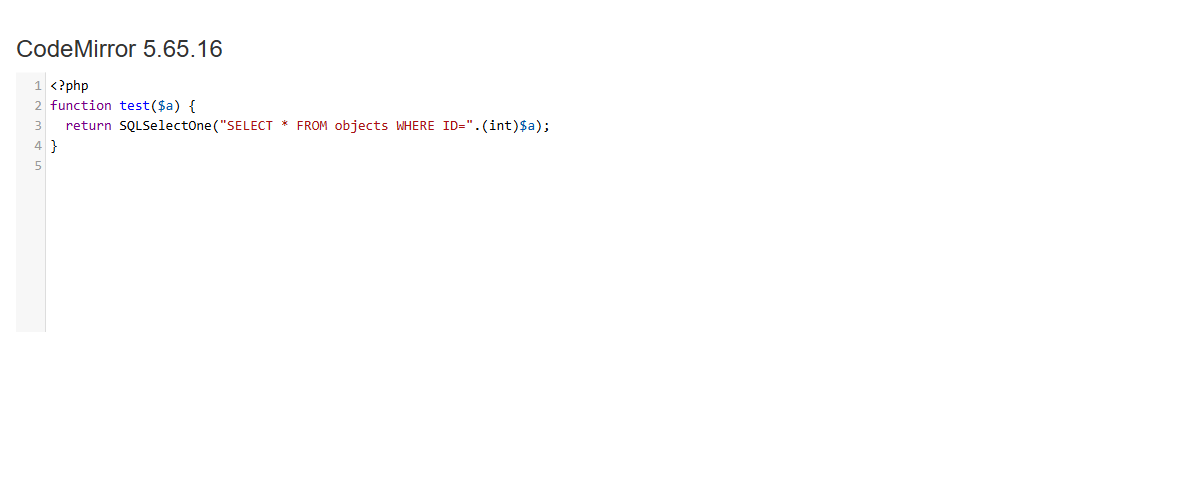 CodeMirror 5.65.16
1 <?php
2 function test($a) {
3   return SQLSelectOne("SELECT * FROM objects WHERE ID=".(int)$a);
4 }
5